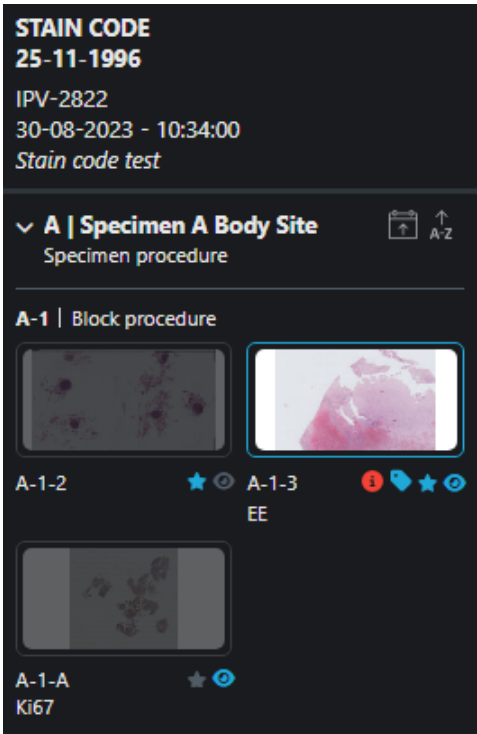 STAIN CODE
25-11-1996
IPV-2822
30-08-2023 - 10:34:00
Stain code test
A | Specimen A Body Site
A-Z
Specimen procedure
A-1 | Block procedure
A-1-2
A-1-3
EE
A-1-A
Ki67